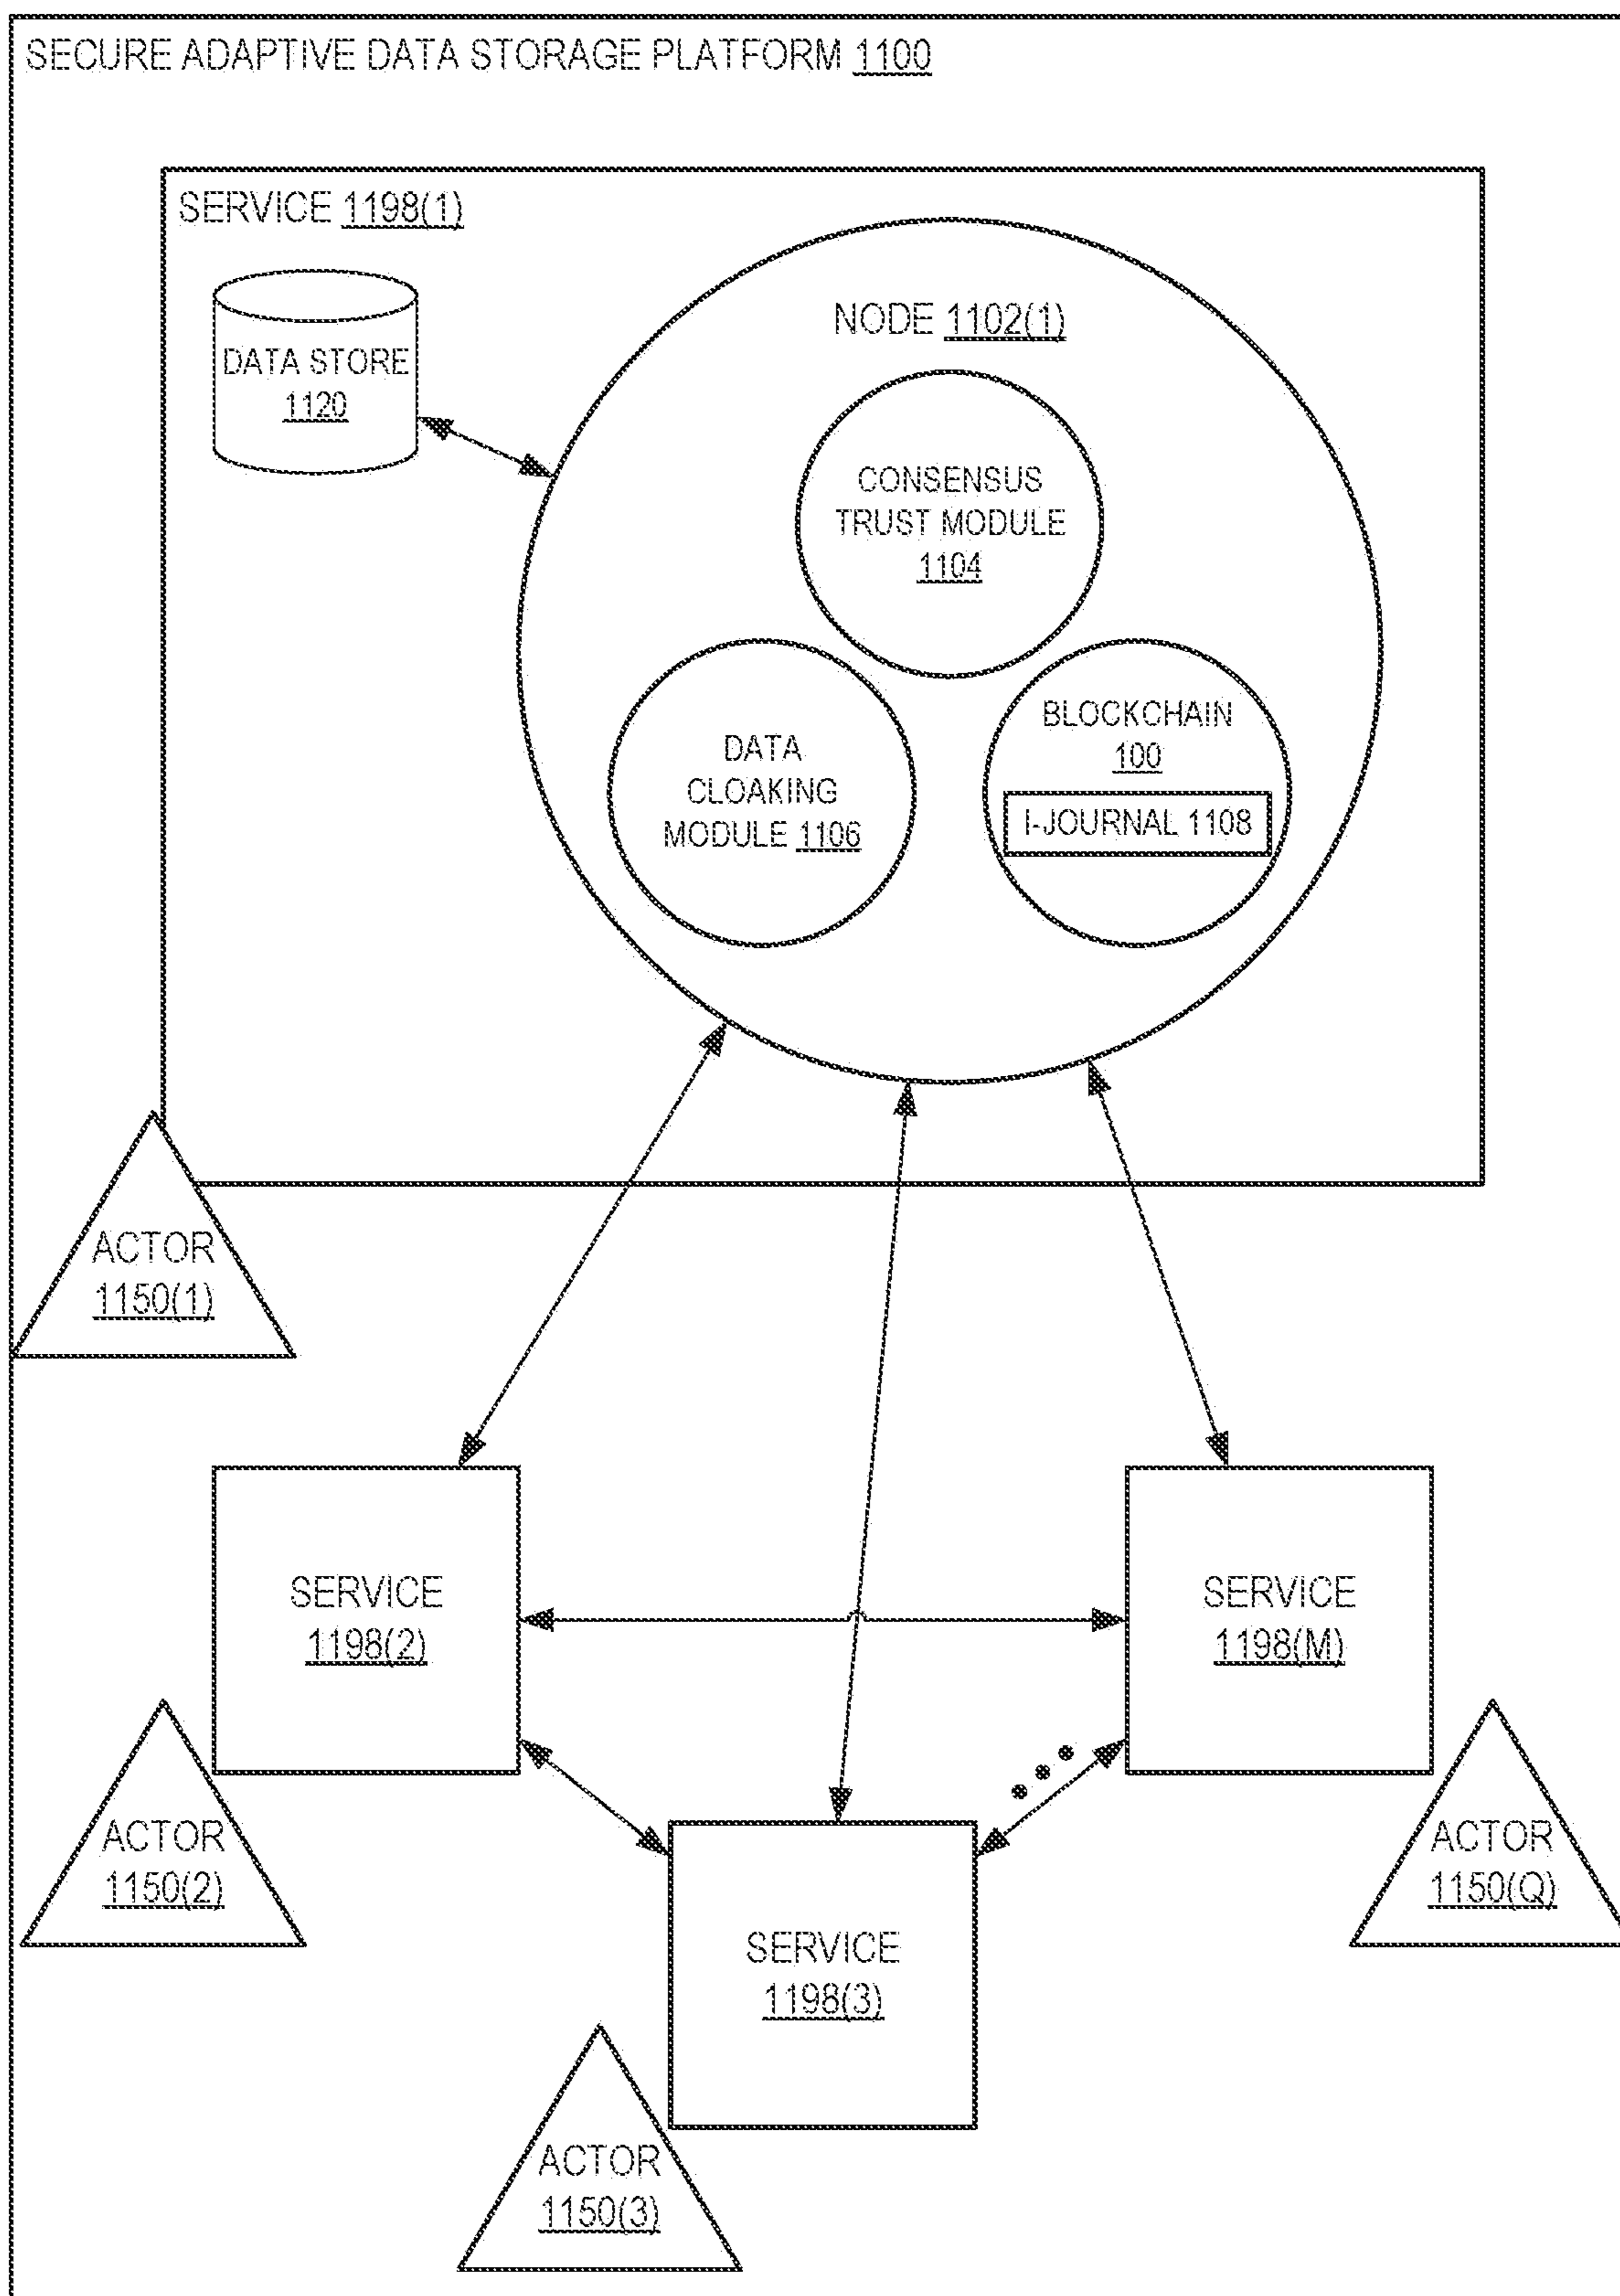 SECURE ADAPTIVE DATA STORAGE PLATFORM 1100
SERVICE 1198(1)
DATA STORE
1120
NODE 1102(1)
CONSENSUS
TRUST MODULE
1104
DATA
CLOAKING
MODULE 1106
BLOCKCHAIN
100
I-JOURNAL 1108
ACTOR
1150(1)
SERVICE
1198(2)
SERVICE
1198(M)
ACTOR
1150(2)
ACTOR
1150(Q)
SERVICE
1198(3)
ACTOR
1150(3)